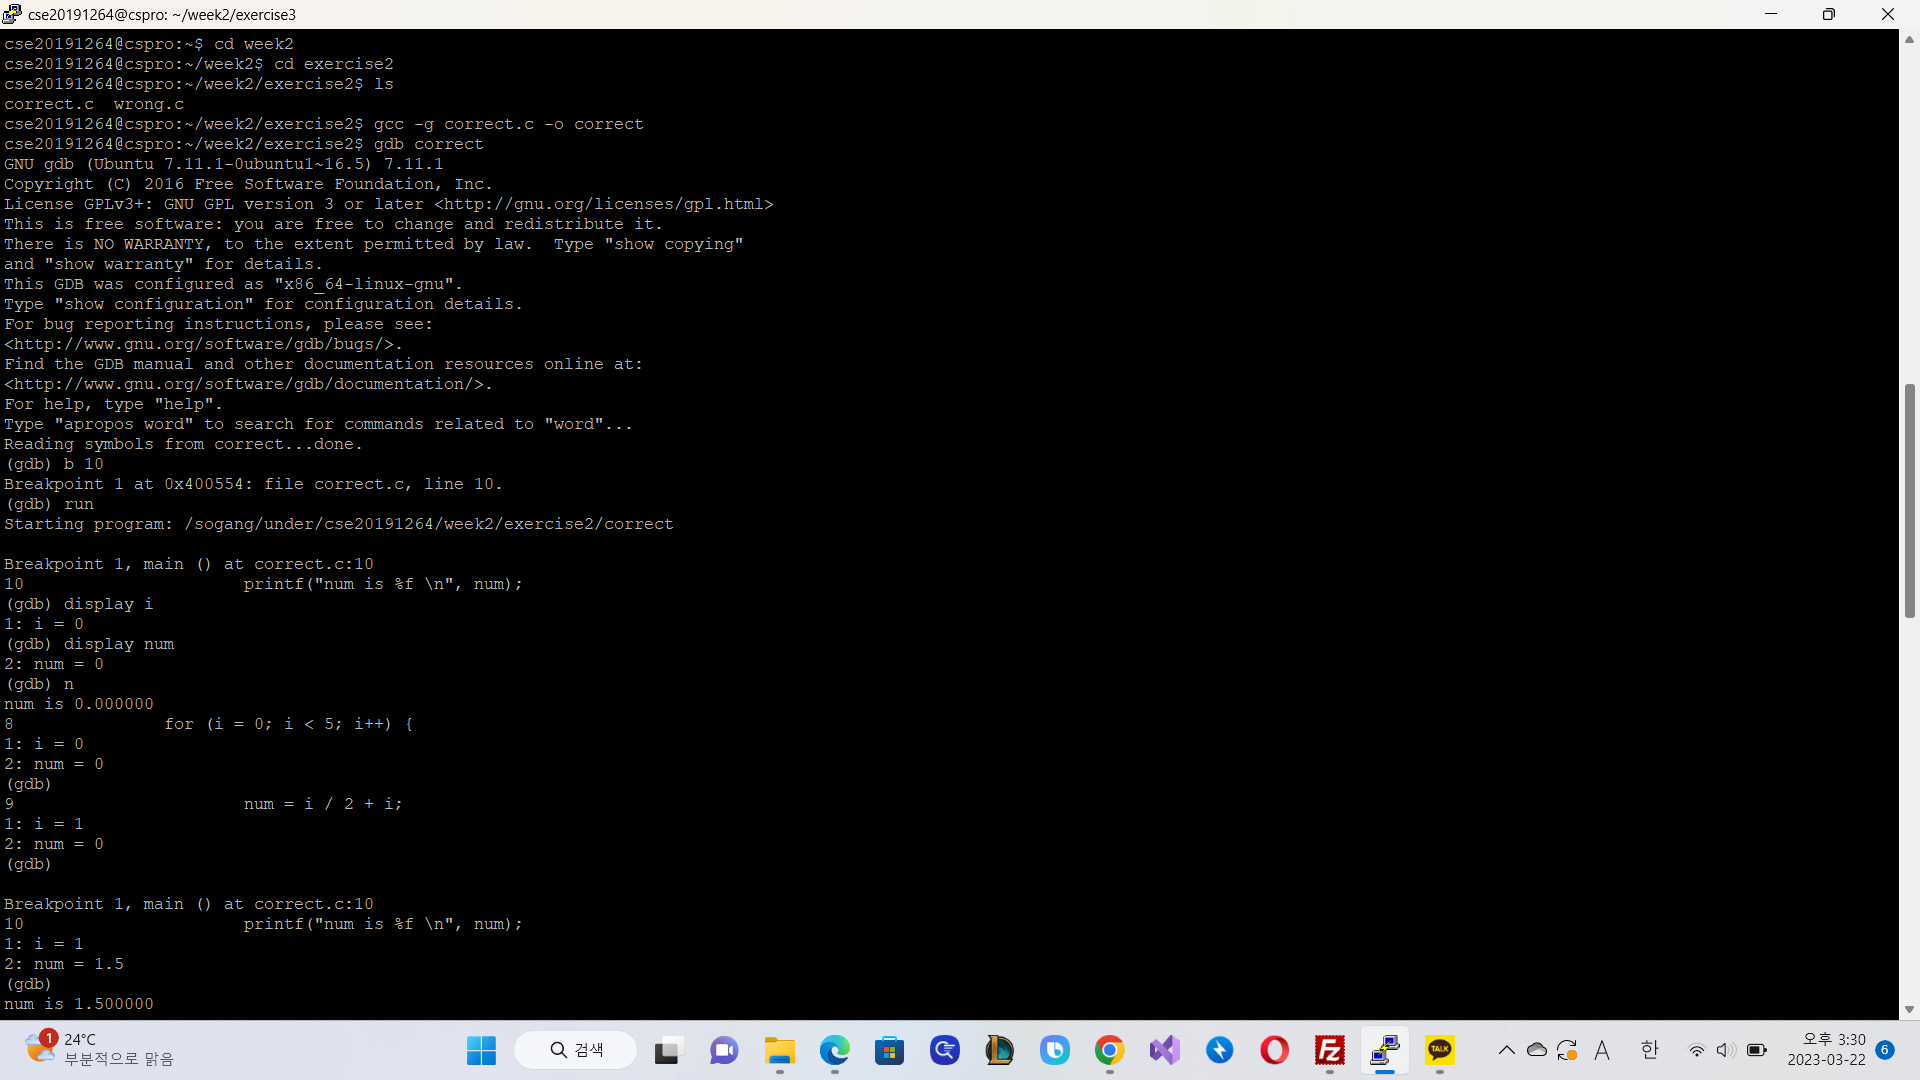 cse20191264@cspro: ~/week2/exercise3
cse20191264@cspro:~$ cd week2
cse20191264@cspro:~/week2$ cd exercise2
cse20191264@cspro:~/week2/exercise2$ ls
correct.c  wrong.c
cse20191264@cspro:~/week2/exercise2$ gcc -g correct.c -o correct
cse20191264@cspro:~/week2/exercise2$ gdb correct
GNU gdb (Ubuntu 7.11.1-0ubuntu1~16.5) 7.11.1
Copyright (C) 2016 Free Software Foundation, Inc.
License GPLv3+: GNU GPL version 3 or later <http://gnu.org/licenses/gpl.html>
This is free software: you are free to change and redistribute it.
There is NO WARRANTY, to the extent permitted by law.  Type "show copying"
and "show warranty" for details.
This GDB was configured as "x86_64-linux-gnu".
Type "show configuration" for configuration details.
For bug reporting instructions, please see:
<http://www.gnu.org/software/gdb/bugs/>.
Find the GDB manual and other documentation resources online at:
<http://www.gnu.org/software/gdb/documentation/>.
For help, type "help".
Type "apropos word" to search for commands related to "word"...
Reading symbols from correct...done.
(gdb) b 10
Breakpoint 1 at 0x400554: file correct.c, line 10.
(gdb) run
Starting program: /sogang/under/cse20191264/week2/exercise2/correct
Breakpoint 1, main () at correct.c:10
10                      printf("num is %f \n", num);
(gdb) display i
1: i = 0
(gdb) display num
2: num = 0
(gdb) n
num is 0.000000
8               for (i = 0; i < 5; i++) {
1: i = 0
2: num = 0
(gdb)
9                       num = i / 2 + i;
1: i = 1
2: num = 0
(gdb)
Breakpoint 1, main () at correct.c:10
10                      printf("num is %f \n", num);
1: i = 1
2: num = 1.5
(gdb)
num is 1.500000
1
24°C
부분적으로 맑음
검색
TALK
A
한
오후 3:30
2023-03-22
6